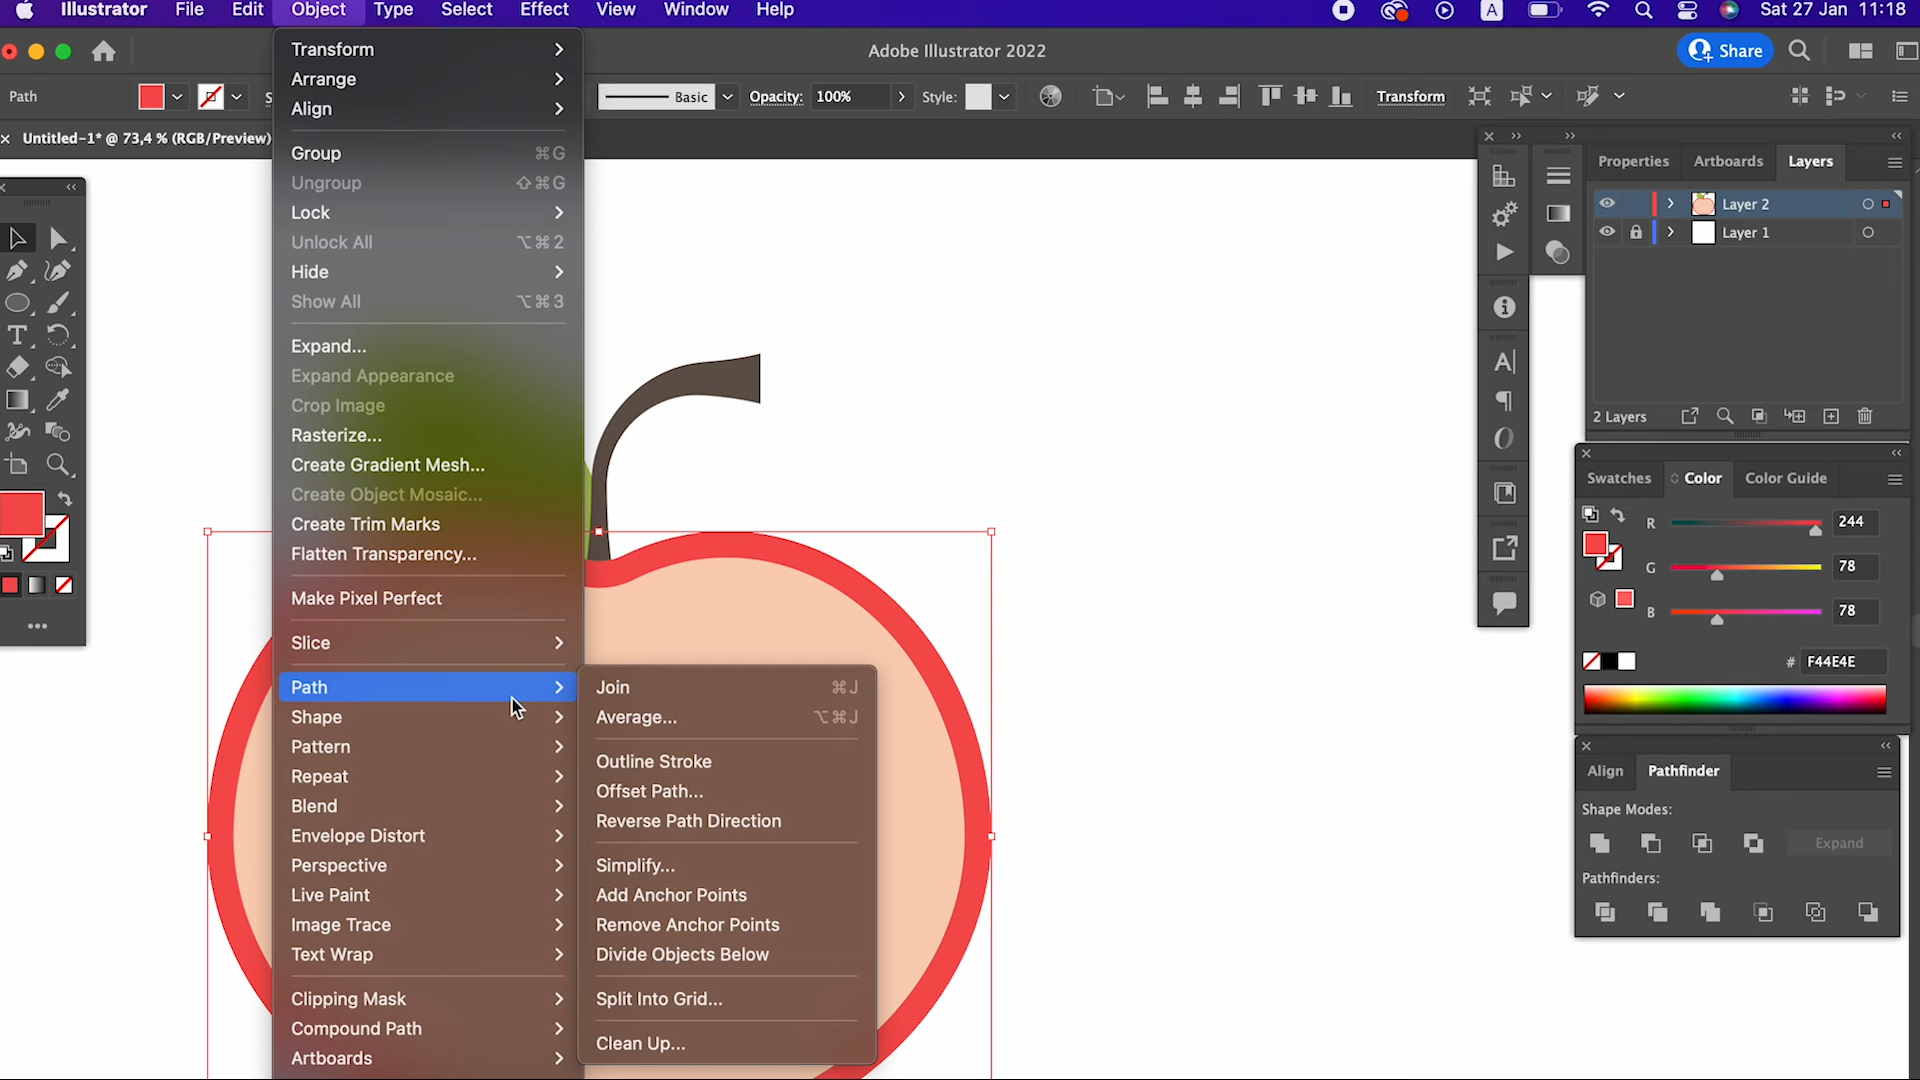 Illustrator File Edit Object Type Select Effect View Window Help A Sat 27 Jan 11:18
Adobe Illustrator 2022
Share
Path
Basic
Opacity: 100%
Style:
Transform
× Untitled-1* @ 73,4 % (RGB/Preview)
Transform
Arrange
Align
Group ⌘G
Ungroup ⇧⌘G
Lock
Unlock All ⌥⌘2
Hide
Show All ⌥⌘3
Expand...
Expand Appearance
Crop Image
Rasterize...
Create Gradient Mesh...
Create Object Mosaic...
Create Trim Marks
Flatten Transparency...
Make Pixel Perfect
Slice
Path
Shape
Pattern
Repeat
Blend
Envelope Distort
Perspective
Live Paint
Image Trace
Text Wrap
Clipping Mask
Compound Path
Artboards
Join ⌘J
Average... ⌥⌘J
Outline Stroke
Offset Path...
Reverse Path Direction
Simplify...
Add Anchor Points
Remove Anchor Points
Divide Objects Below
Split Into Grid...
Clean Up...
Properties Artboards Layers
Layer 2
Layer 1
2 Layers
Swatches Color Color Guide
R 244
G 78
B 78
# F44E4E
Align Pathfinder
Shape Modes:
Expand
Pathfinders: